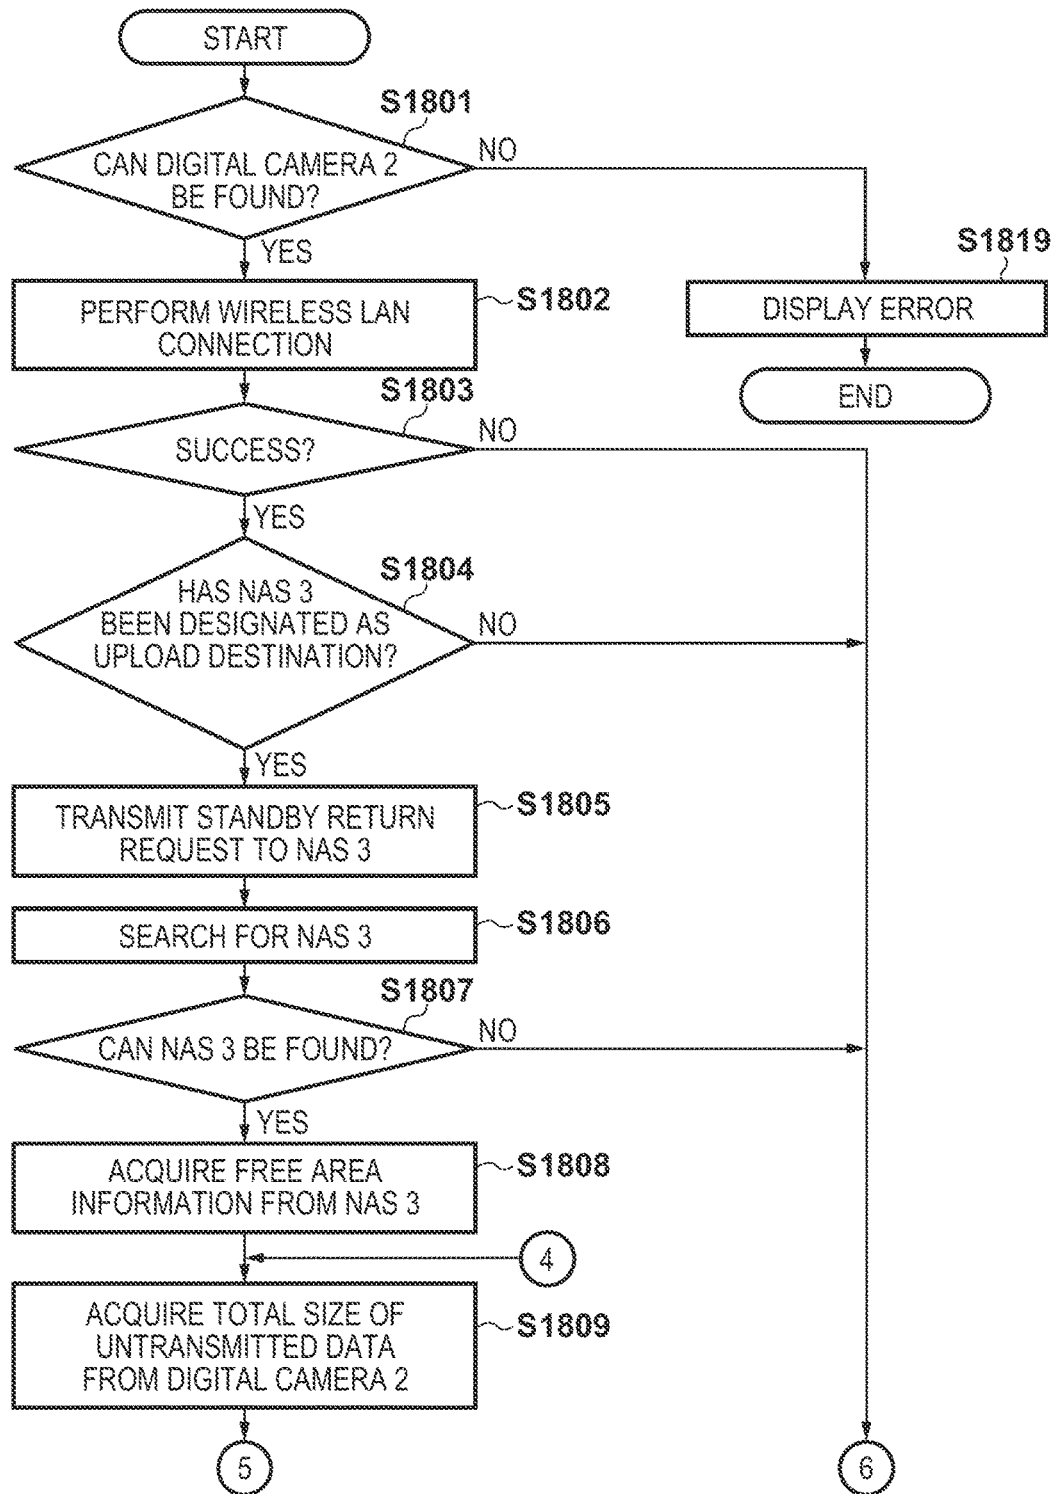 START
S1801
CAN DIGITAL CAMERA 2
BE FOUND?
NO
YES
S1819
DISPLAY ERROR
END
S1802
PERFORM WIRELESS LAN
CONNECTION
S1803
SUCCESS?
NO
YES
S1804
HAS NAS 3
BEEN DESIGNATED AS
UPLOAD DESTINATION?
NO
YES
S1805
TRANSMIT STANDBY RETURN
REQUEST TO NAS 3
S1806
SEARCH FOR NAS 3
S1807
CAN NAS 3 BE FOUND?
NO
YES
S1808
ACQUIRE FREE AREA
INFORMATION FROM NAS 3
4
S1809
ACQUIRE TOTAL SIZE OF
UNTRANSMITTED DATA
FROM DIGITAL CAMERA 2
5
6